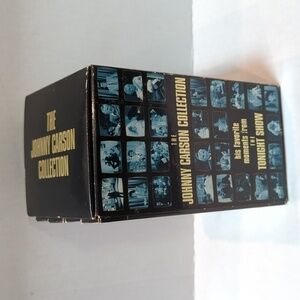 THE
JOHNNY CARSON
COLLECTION
THE
JOHNNY CARSON COLLECTION
his favorite
moments from
THE
TONIGHT SHOW